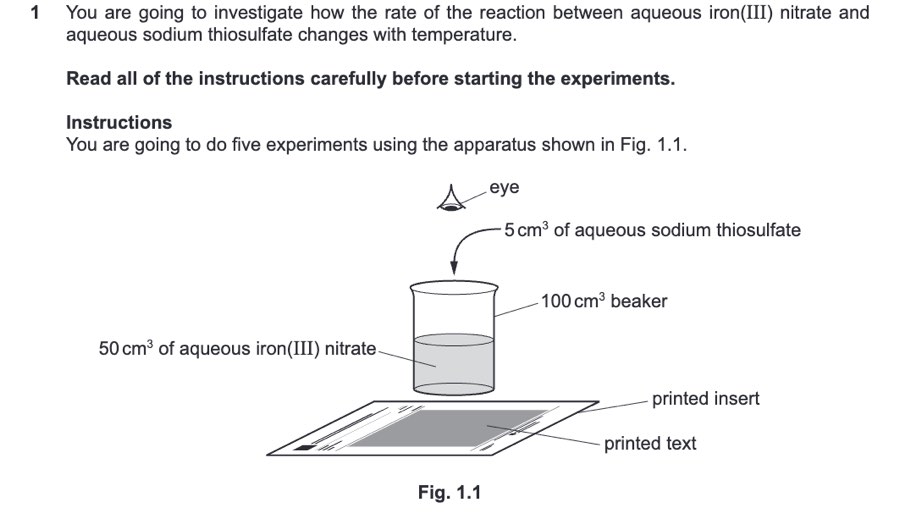 1 You are going to investigate how the rate of the reaction between aqueous iron(III) nitrate and
aqueous sodium thiosulfate changes with temperature.
Read all of the instructions carefully before starting the experiments.
Instructions
You are going to do five experiments using the apparatus shown in Fig. 1.1.
eye
5 cm³ of aqueous sodium thiosulfate
100 cm³ beaker
50 cm³ of aqueous iron(III) nitrate
printed insert
printed text
Fig. 1.1